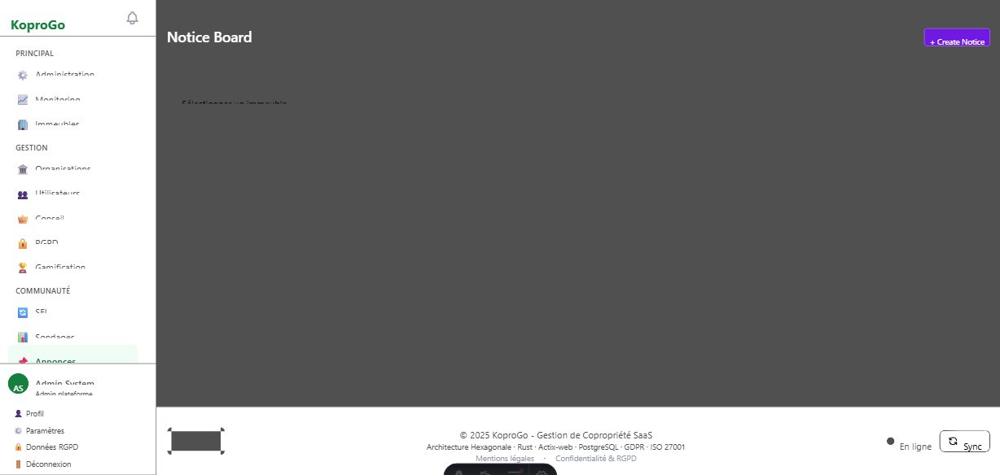 KoproGo
PRINCIPAL
Administration
Monitoring
Immeubles
GESTION
Organisations
Utilisateurs
Conseil
RGPD
Gamification
COMMUNAUTÉ
SEL
Sondages
Annonces
AS
Admin System
Admin plateforme
Profil
Paramètres
Données RGPD
Déconnexion
Notice Board
+ Create Notice
Sélectionner un immeuble
© 2025 KoproGo - Gestion de Copropriété SaaS
Architecture Hexagonale · Rust · Actix-web · PostgreSQL · GDPR · ISO 27001
Mentions légales · Confidentialité & RGPD
En ligne
Sync